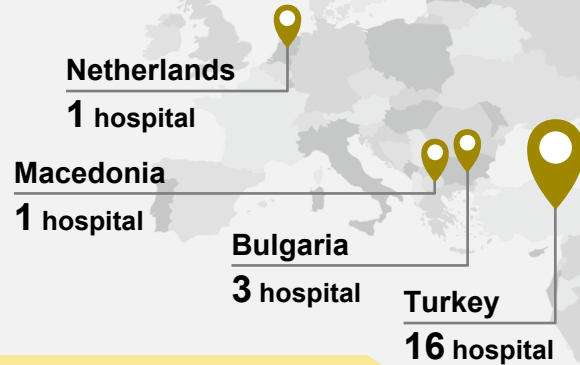 Netherlands
1 hospital
Macedonia
1 hospital
Bulgaria
3 hospital
Turkey
16 hospital